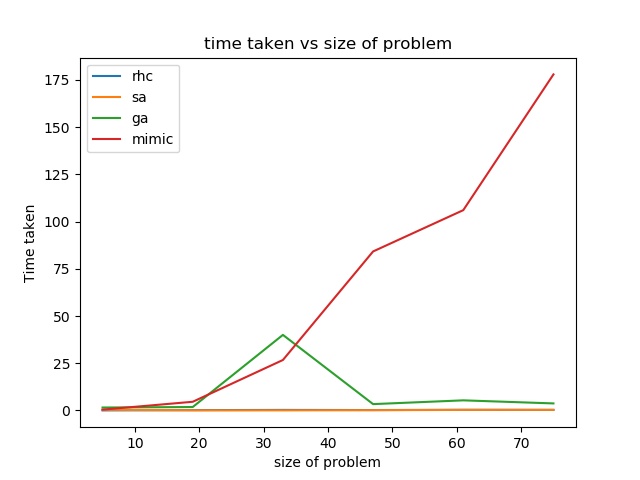 time taken vs size of problem
rhc
sa
ga
mimic
175
150
125
100
75
50
25
0
Time taken
10 20 30 40 50 60 70
size of problem